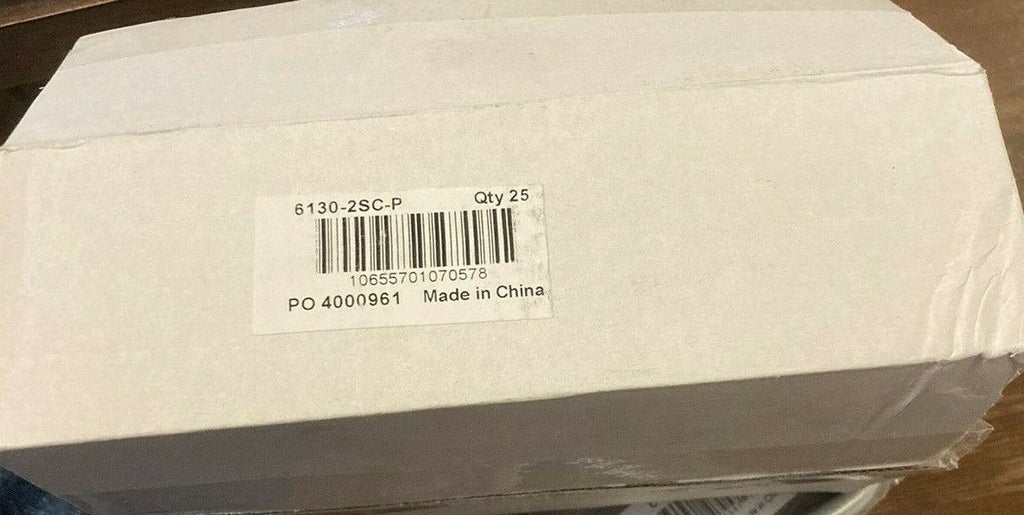 6130-2SC-P Qty 25
10655701070578
PO 4000961 Made in China